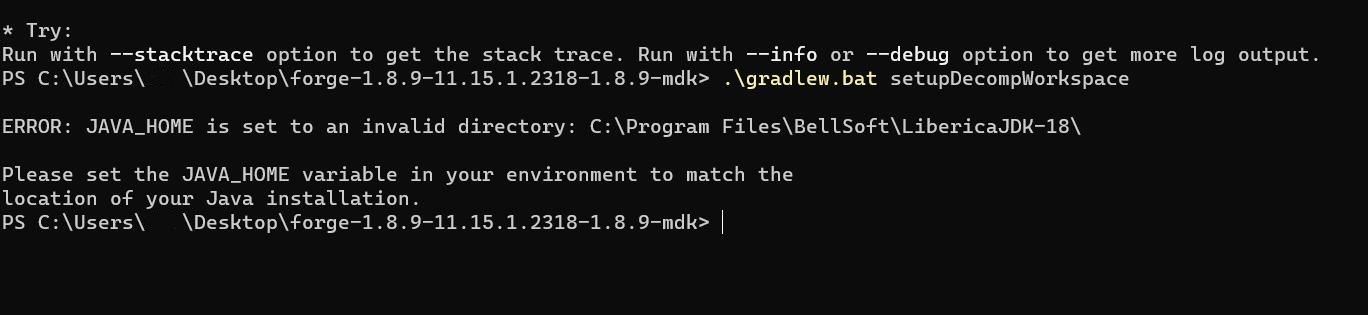 * Try:
Run with --stacktrace option to get the stack trace. Run with --info or --debug option to get more log output.
PS C:\Users\    \Desktop\forge-1.8.9-11.15.1.2318-1.8.9-mdk> .\gradlew.bat setupDecompWorkspace
ERROR: JAVA_HOME is set to an invalid directory: C:\Program Files\BellSoft\LibericaJDK-18\
Please set the JAVA_HOME variable in your environment to match the
location of your Java installation.
PS C:\Users\    \Desktop\forge-1.8.9-11.15.1.2318-1.8.9-mdk>